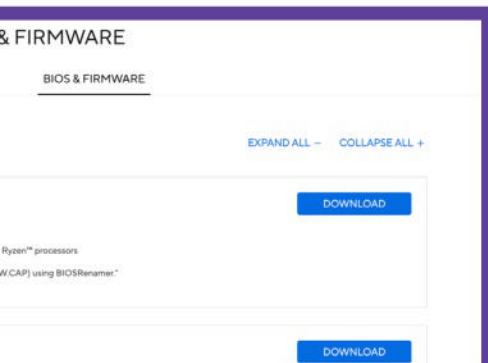 & FIRMWARE
BIOS & FIRMWARE
EXPAND ALL − COLLAPSE ALL +
DOWNLOAD
Ryzen™ processors
W.CAP) using BIOSRenamer."
DOWNLOAD